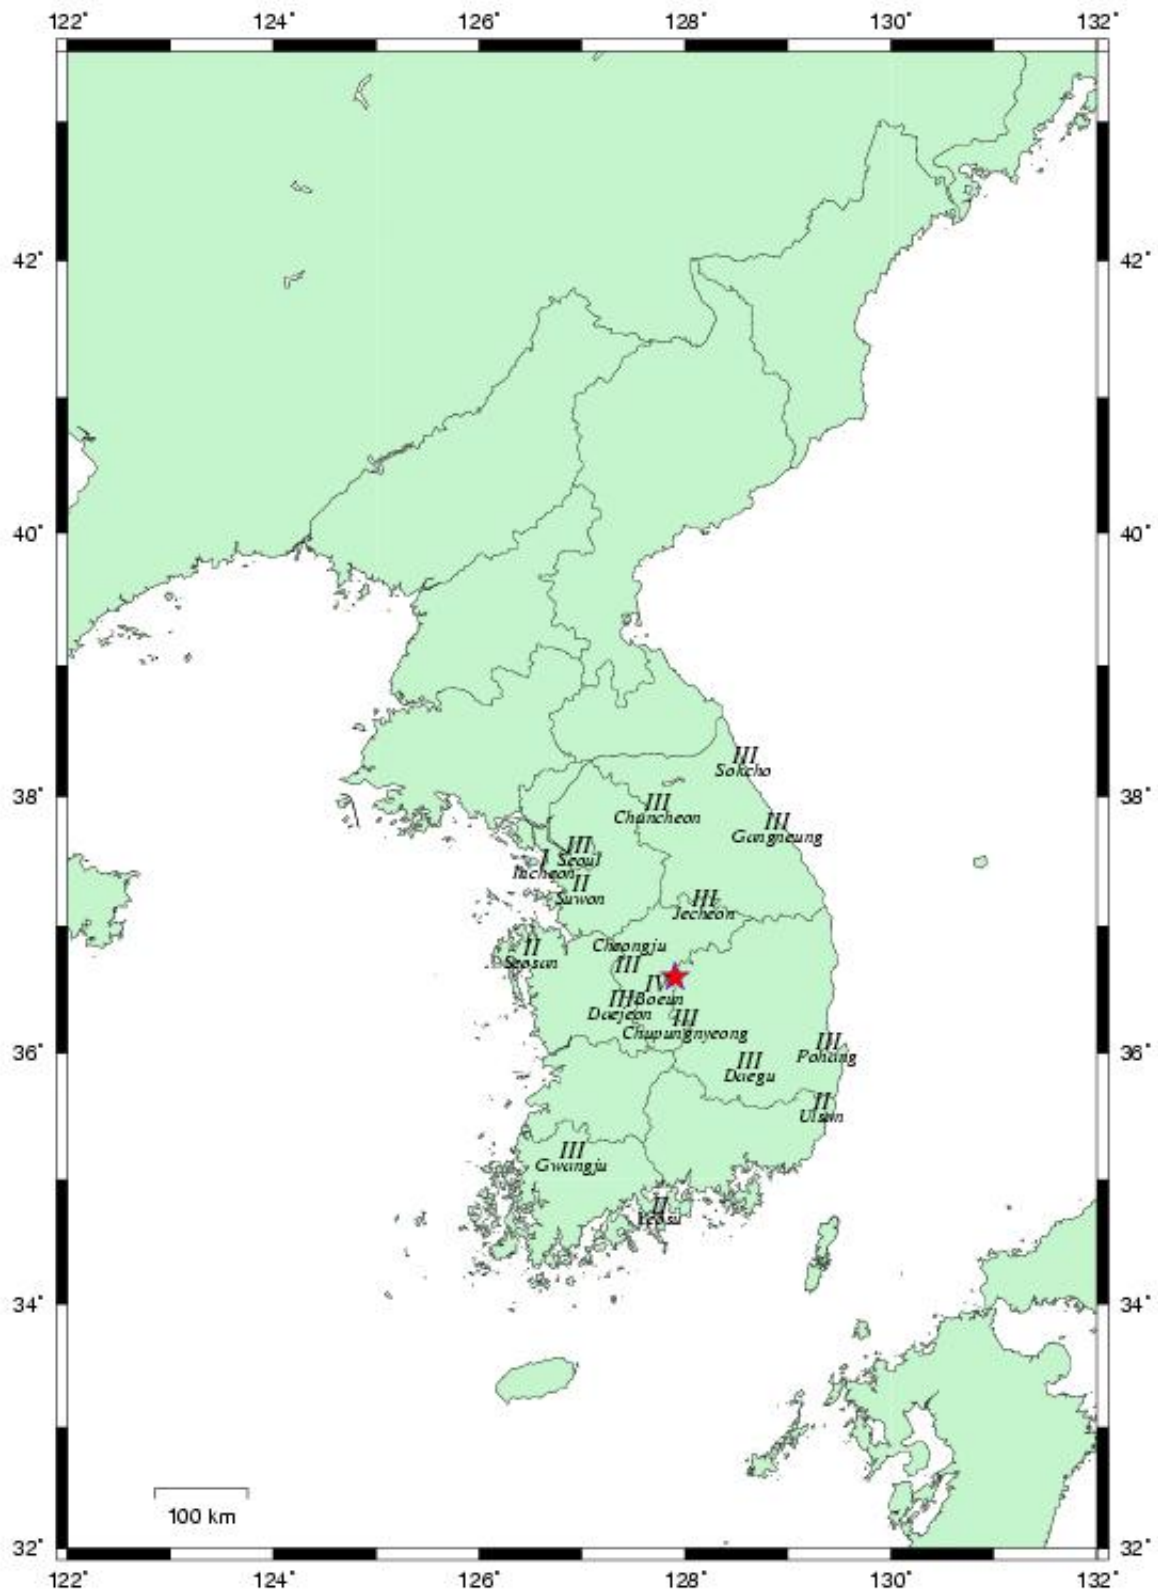 122° 124° 126° 128° 130° 132°
42° 42°
40° 40°
III
Sokcho
38° 38°
III
Chuncheon
III
Gangneung
III
Seoul
I
Incheon
II
Suwon
III
Jecheon
II
Seosan
Cheongju
III
IV
Boeun
III
Daejeon
III
Chupungnyeong
III
Pohang
36° 36°
III
Daegu
II
Ulsan
III
Gwangju
II
Yeosu
34° 34°
100 km
32° 32°
122° 124° 126° 128° 130° 132°